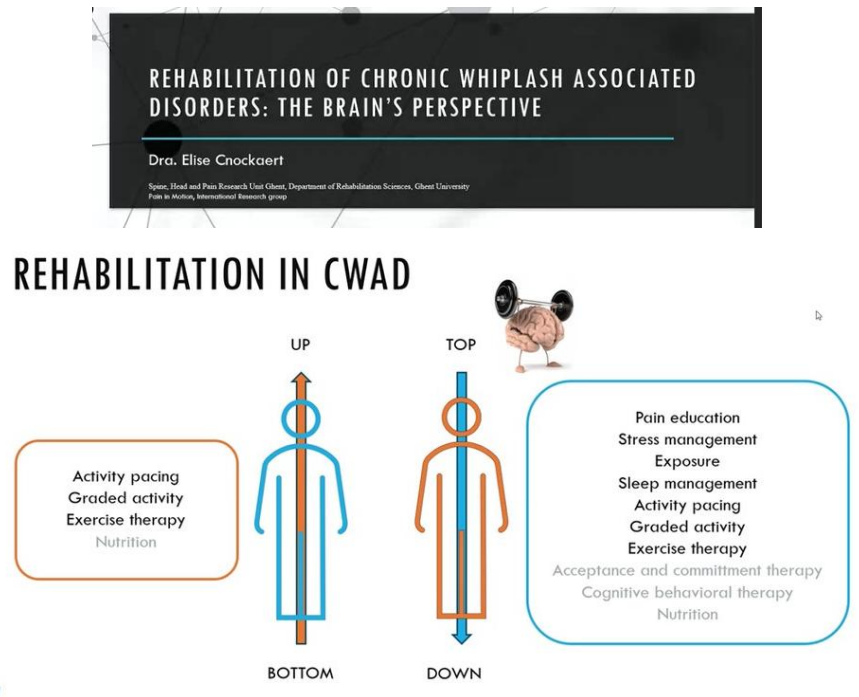 REHABILITATION OF CHRONIC WHIPLASH ASSOCIATED
DISORDERS: THE BRAIN'S PERSPECTIVE
Dra. Elise Cnockaert
Spine, Head and Pain Research Unit Ghent, Department of Rehabilitation Sciences, Ghent University
Pain in Motion, International Research group
REHABILITATION IN CWAD
UP
TOP
Activity pacing
Graded activity
Exercise therapy
Nutrition
Pain education
Stress management
Exposure
Sleep management
Activity pacing
Graded activity
Exercise therapy
Acceptance and committment therapy
Cognitive behavioral therapy
Nutrition
BOTTOM
DOWN